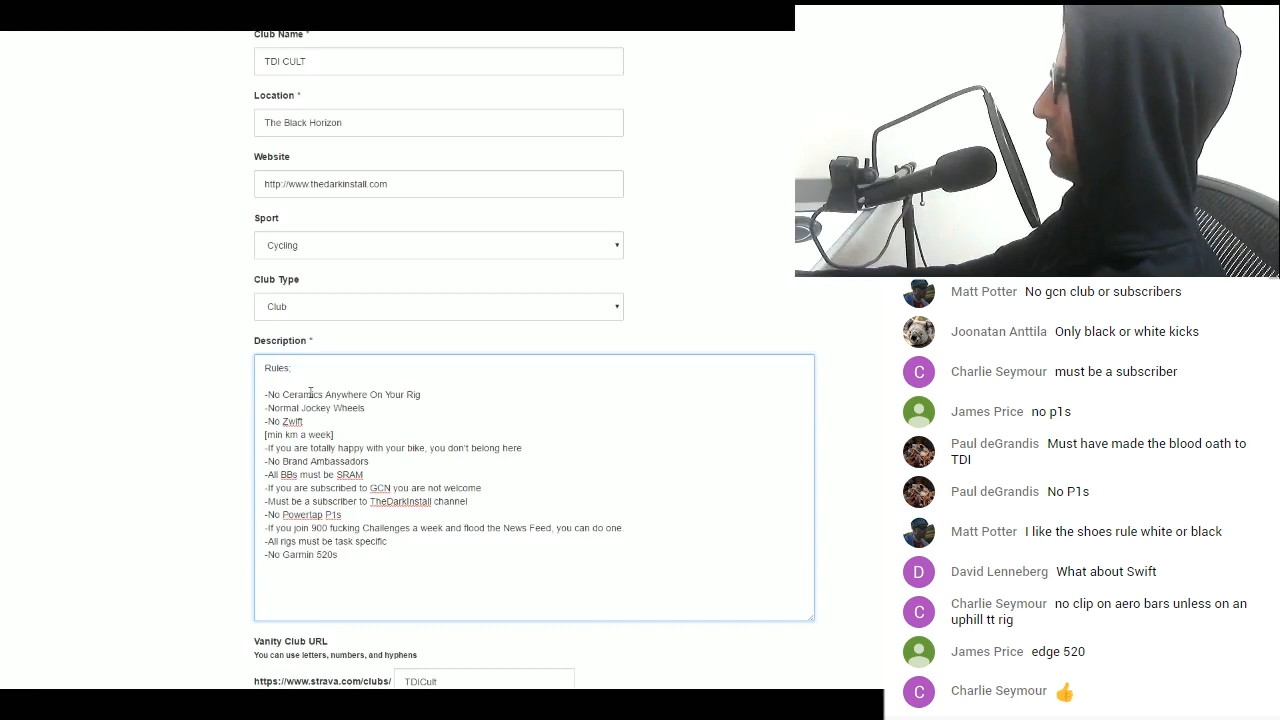 Club Name *
TDI CULT
Location *
The Black Horizon
Website
http://www.thedarkinstall.com
Sport
Cycling
Club Type
Club
Description *
Rules;
-No Ceramics Anywhere On Your Rig
-Normal Jockey Wheels
-No Zwift
[min km a week]
-If you are totally happy with your bike, you don't belong here
-No Brand Ambassadors
-All BBs must be SRAM
-If you are subscribed to GCN you are not welcome
-Must be a subscriber to TheDarkInstall channel
-No Powertap P1s
-If you join 900 fucking Challenges a week and flood the News Feed, you can do one.
-All rigs must be task specific
-No Garmin 520s
Vanity Club URL
You can use letters, numbers, and hyphens
https://www.strava.com/clubs/ TDICult
Matt Potter No gcn club or subscribers
Joonatan Anttila Only black or white kicks
C Charlie Seymour must be a subscriber
James Price no p1s
Paul deGrandis Must have made the blood oath to
TDI
Paul deGrandis No P1s
Matt Potter I like the shoes rule white or black
D David Lenneberg What about Swift
C Charlie Seymour no clip on aero bars unless on an
uphill tt rig
James Price edge 520
C Charlie Seymour 👍